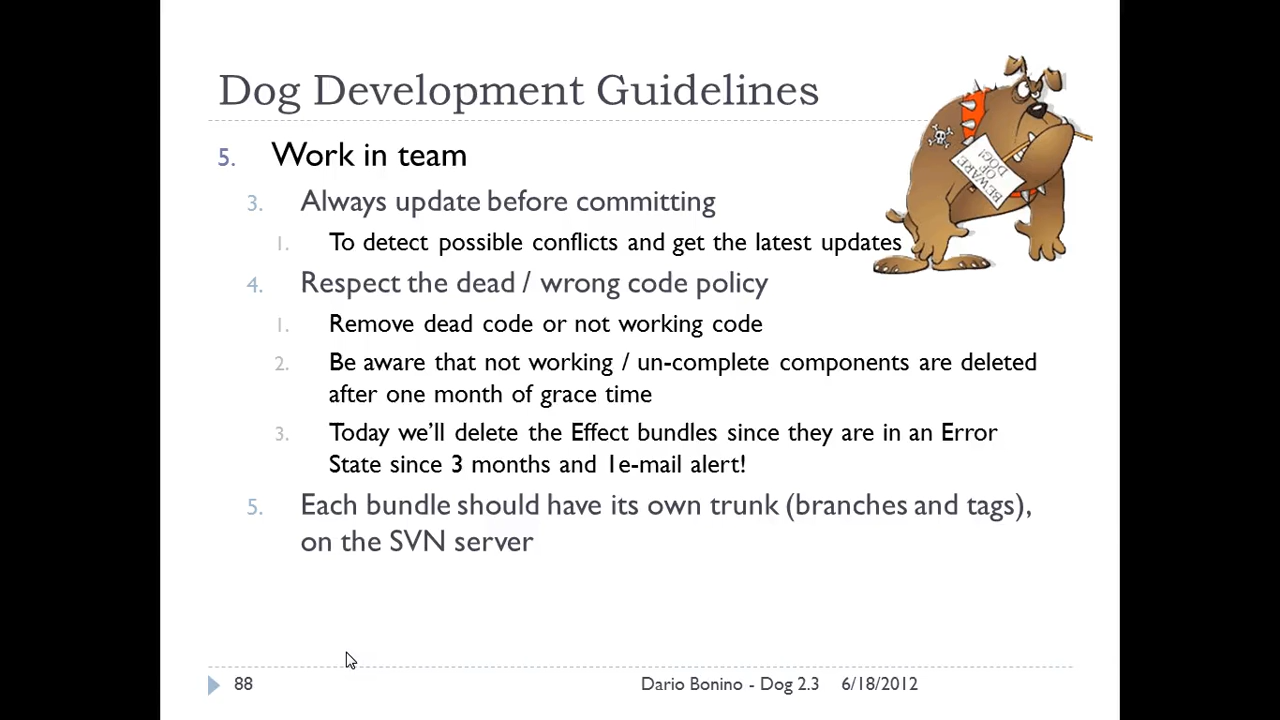 Dog Development Guidelines
BEWARE
OF
DOG!
5. Work in team
3. Always update before committing
1. To detect possible conflicts and get the latest updates
4. Respect the dead / wrong code policy
1. Remove dead code or not working code
2. Be aware that not working / un-complete components are deleted
after one month of grace time
3. Today we’ll delete the Effect bundles since they are in an Error
State since 3 months and 1e-mail alert!
5. Each bundle should have its own trunk (branches and tags),
on the SVN server
88 Dario Bonino - Dog 2.3 6/18/2012